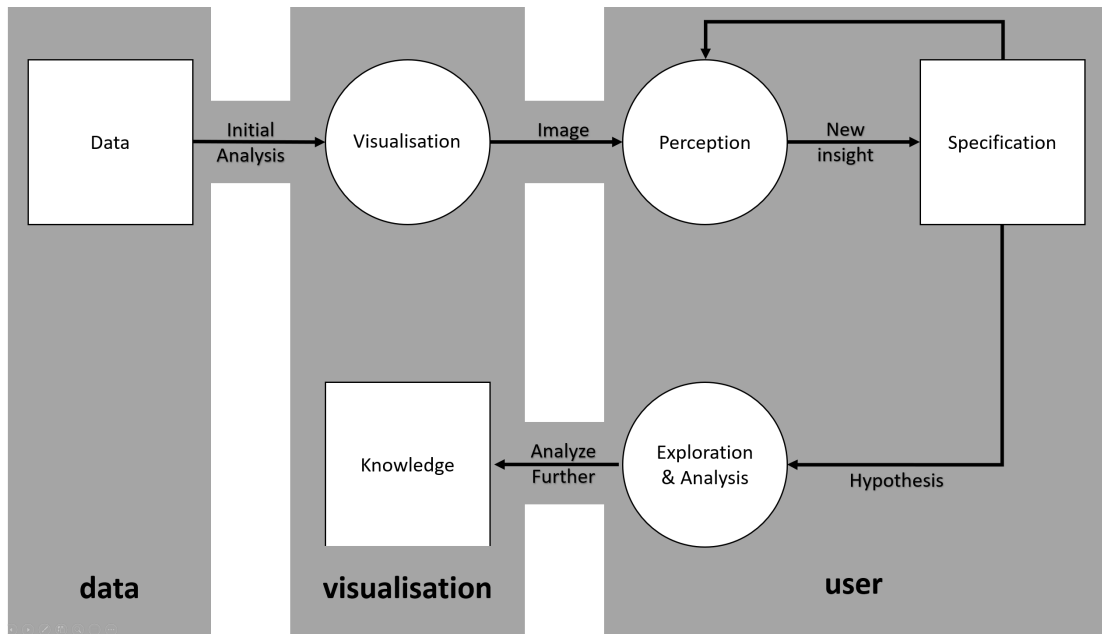 Data
Initial
Analysis
Visualisation
Image
Perception
New
insight
Specification
Knowledge
Analyze
Further
Exploration
& Analysis
Hypothesis
data
visualisation
user